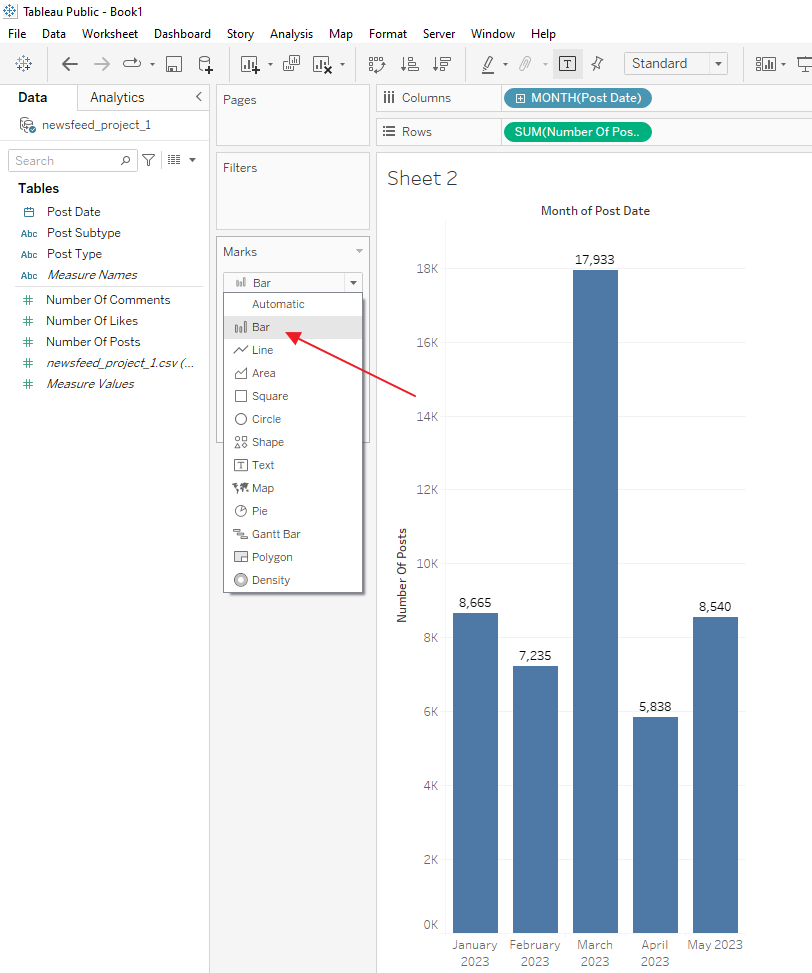 Tableau Public - Book1
File Data Worksheet Dashboard Story Analysis Map Format Server Window Help
Standard
Data Analytics
newsfeed_project_1
Search
Tables
Post Date
Abc Post Subtype
Abc Post Type
Abc Measure Names
# Number Of Comments
# Number Of Likes
# Number Of Posts
# newsfeed_project_1.csv (...
# Measure Values
Pages
Filters
Marks
Bar
Automatic
Bar
Line
Area
Square
Circle
Shape
T Text
Map
Pie
Gantt Bar
Polygon
Density
Columns MONTH(Post Date)
Rows SUM(Number Of Pos..
Sheet 2
Month of Post Date
Number Of Posts
18K
16K
14K
12K
10K
8K
6K
4K
2K
0K
8,665
7,235
17,933
5,838
8,540
January 2023
February 2023
March 2023
April 2023
May 2023